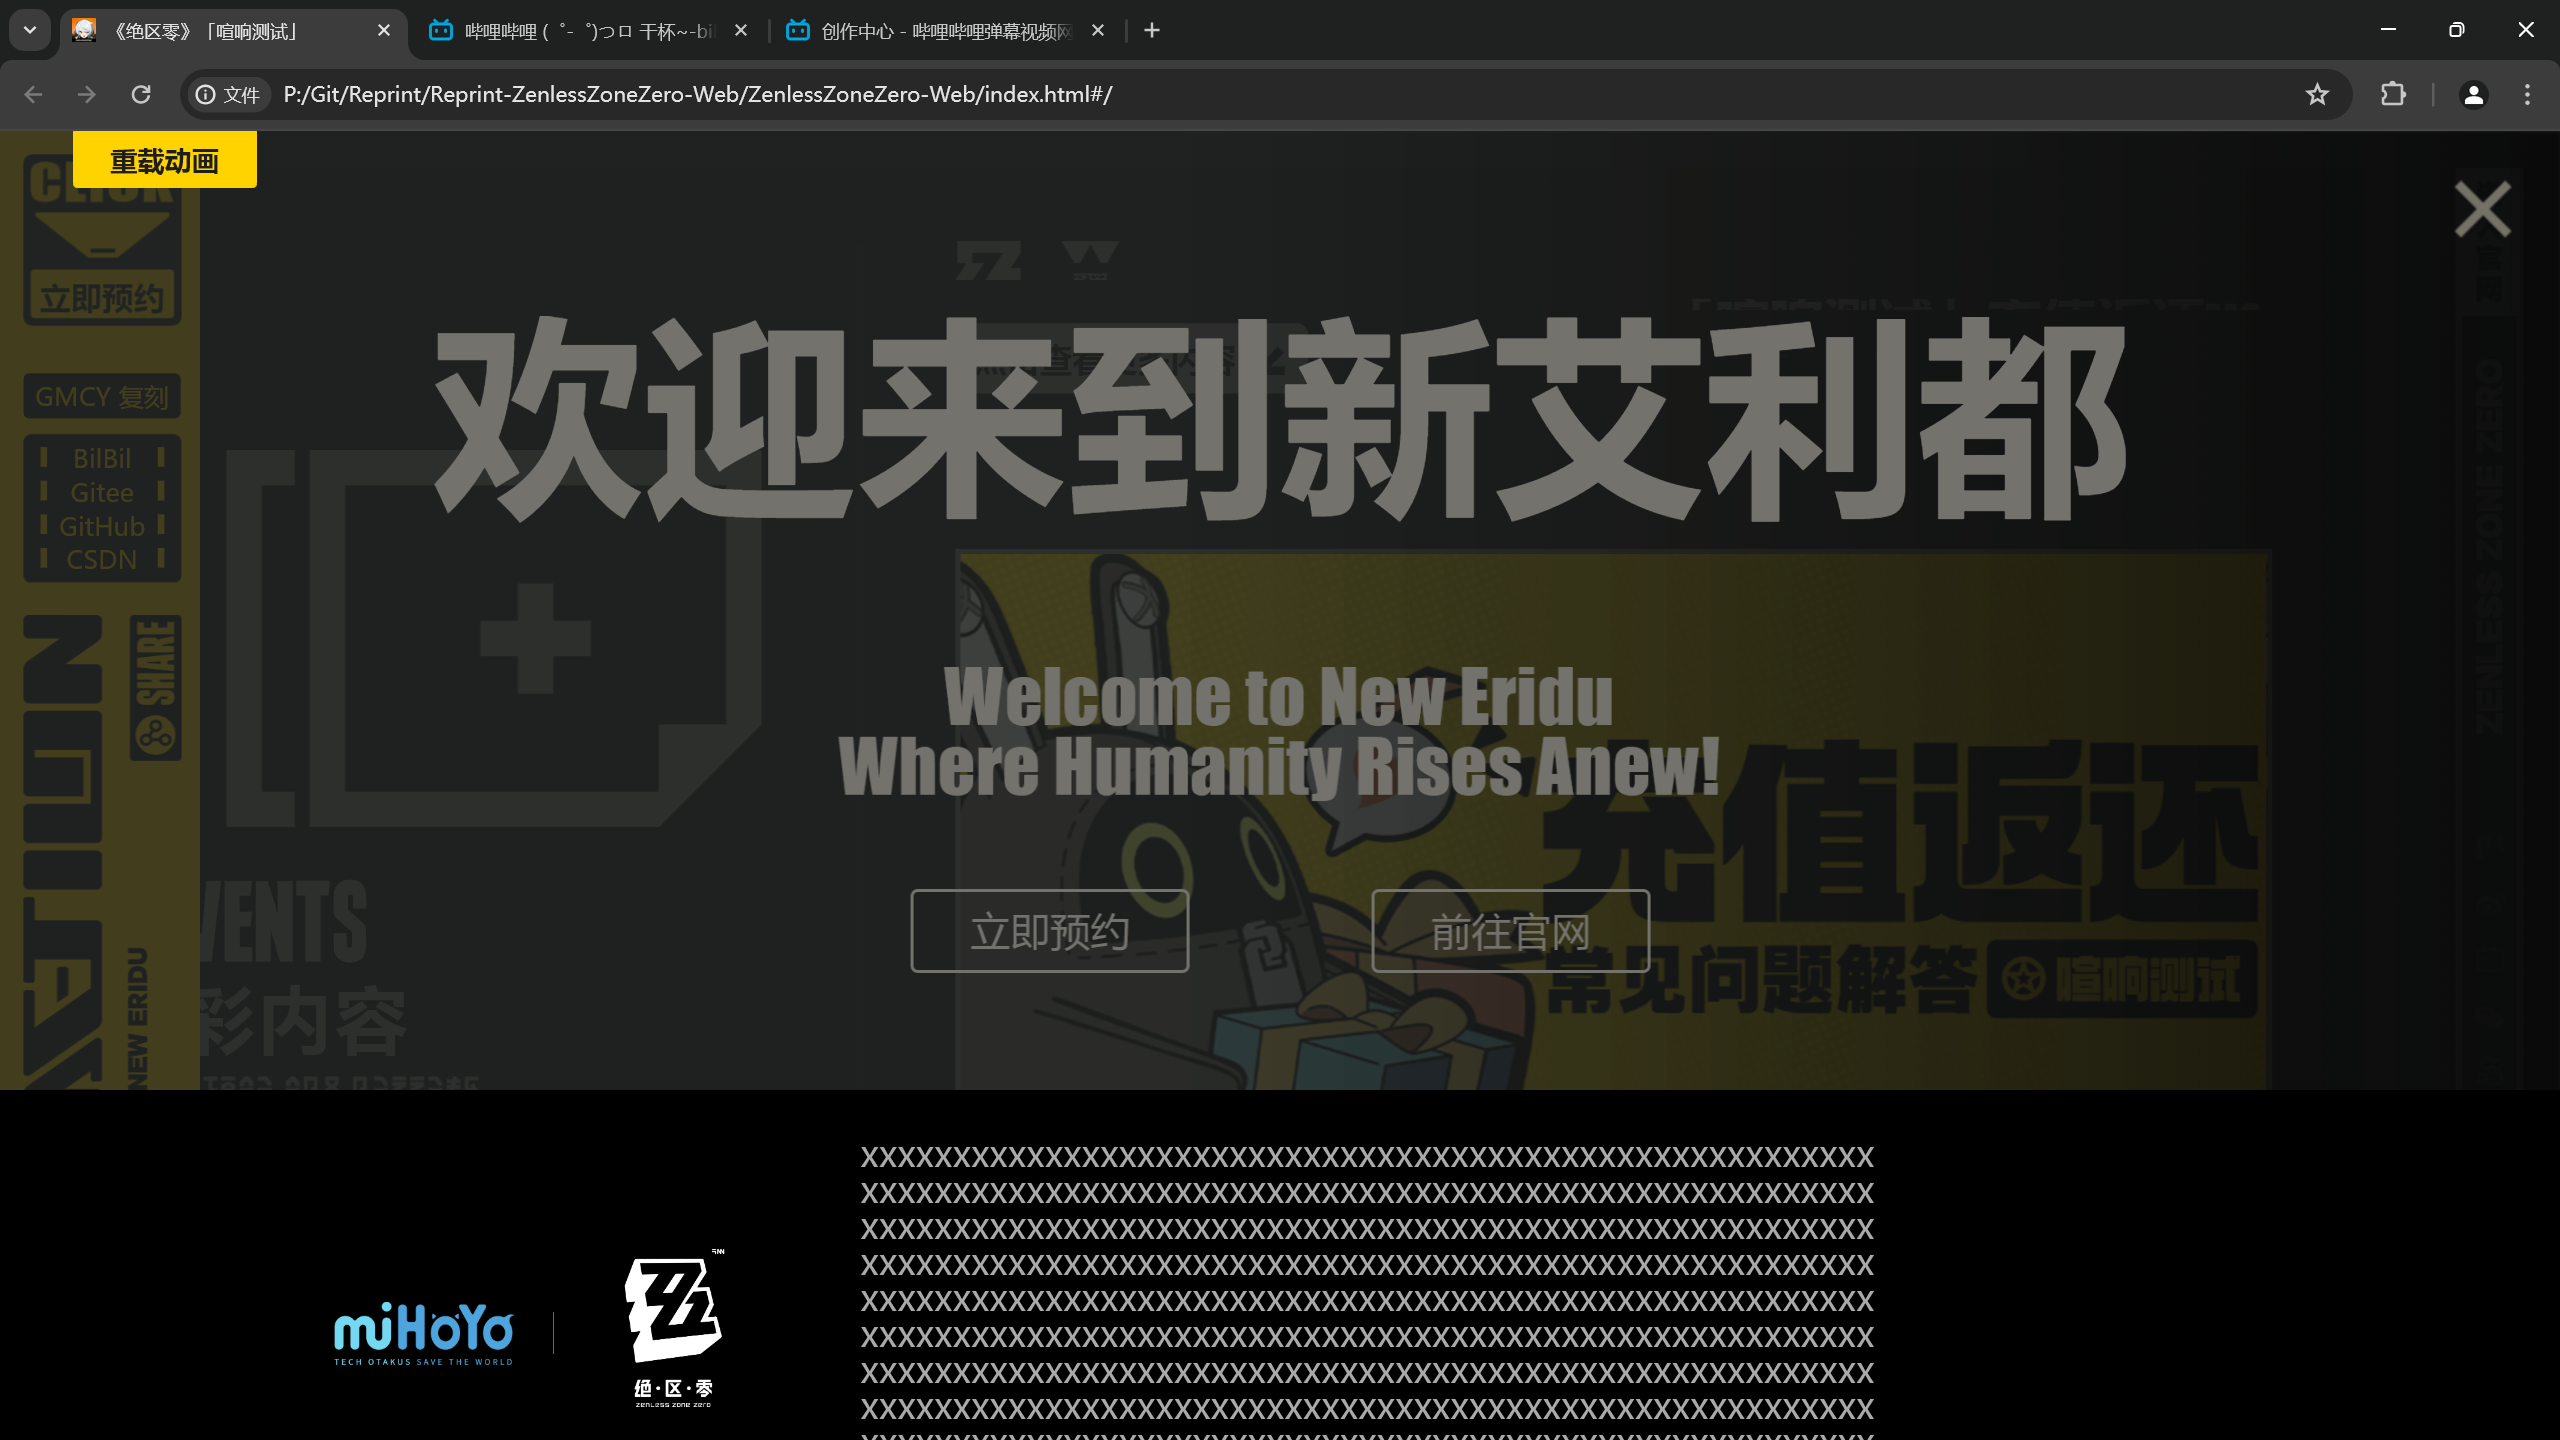 《绝区零》「喧响测试」
哔哩哔哩 (゜-゜)つロ 干杯~-bil
创作中心 - 哔哩哔哩弹幕视频网
文件
P:/Git/Reprint/Reprint-ZenlessZoneZero-Web/ZenlessZoneZero-Web/index.html#/
重载动画
CLICK
立即预约
GMCY 复刻
BilBil
Gitee
GitHub
CSDN
SHARE
NEW ERIDU
欢迎来到新艾利都
Welcome to New Eridu
Where Humanity Rises Anew!
立即预约
前往官网
充值返还
常见问题解答
喧响测试
VENTS
彩内容
ZENLESS ZONE ZERO
miHoYo
TECH OTAKUS SAVE THE WORLD
绝·区·零
ZENLESS ZONE ZERO
XXXXXXXXXXXXXXXXXXXXXXXXXXXXXXXXXXXXXXXXXXXXXXXXXXXXXXX
XXXXXXXXXXXXXXXXXXXXXXXXXXXXXXXXXXXXXXXXXXXXXXXXXXXXXXX
XXXXXXXXXXXXXXXXXXXXXXXXXXXXXXXXXXXXXXXXXXXXXXXXXXXXXXX
XXXXXXXXXXXXXXXXXXXXXXXXXXXXXXXXXXXXXXXXXXXXXXXXXXXXXXX
XXXXXXXXXXXXXXXXXXXXXXXXXXXXXXXXXXXXXXXXXXXXXXXXXXXXXXX
XXXXXXXXXXXXXXXXXXXXXXXXXXXXXXXXXXXXXXXXXXXXXXXXXXXXXXX
XXXXXXXXXXXXXXXXXXXXXXXXXXXXXXXXXXXXXXXXXXXXXXXXXXXXXXX
XXXXXXXXXXXXXXXXXXXXXXXXXXXXXXXXXXXXXXXXXXXXXXXXXXXXXXX